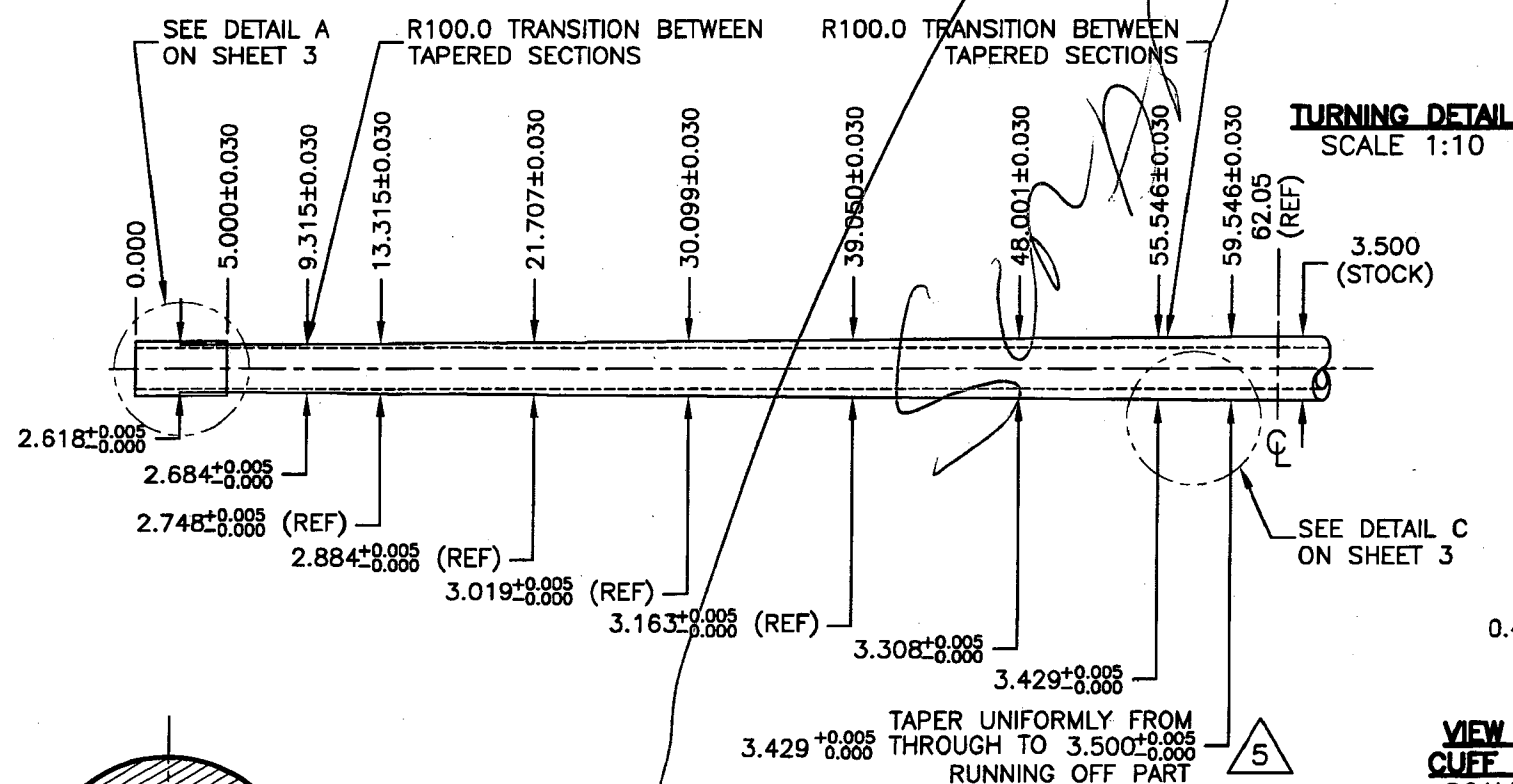 SEE DETAIL A
ON SHEET 3
R100.0 TRANSITION BETWEEN
TAPERED SECTIONS
R100.0 TRANSITION BETWEEN
TAPERED SECTIONS
TURNING DETAIL
SCALE 1:10
0.000
5.000±0.030
9.315±0.030
13.315±0.030
21.707±0.030
30.099±0.030
39.050±0.030
48.001±0.030
55.546±0.030
59.546±0.030
62.05
(REF)
3.500
(STOCK)
2.618+0.005
-0.000
2.684+0.005
-0.000
2.748+0.005
-0.000 (REF)
2.884+0.005
-0.000 (REF)
3.019+0.005
-0.000 (REF)
3.163+0.005
-0.000 (REF)
3.308+0.005
-0.000
3.429+0.005
-0.000
SEE DETAIL C
ON SHEET 3
TAPER UNIFORMLY FROM
3.429 +0.005
0.000 THROUGH TO 3.500+0.005
-0.000
RUNNING OFF PART
5
VIEW
CUFF